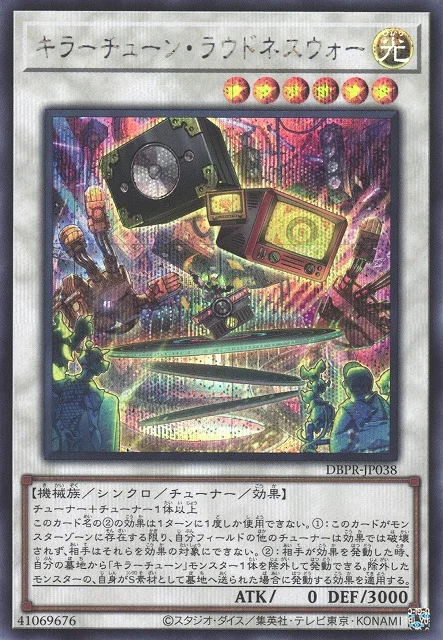 キラーチューン・ラウドネスウォー
光
DBPR-JP038
【機械族／シンクロ／チューナー／効果】
チューナー＋チューナー1体以上
このカード名の②の効果は1ターンに1度しか使用できない。①：このカードがモン
スターゾーンに存在する限り、自分フィールドの他のチューナーは効果では破壊
されず、相手はそれらを効果の対象にできない。②：相手が効果を発動した時、
自分の墓地から「キラーチューン」モンスター1体を除外して発動できる。除外した
モンスターの、自身がS素材として墓地へ送られた場合に発動する効果を適用する。
ATK/ 0 DEF/3000
41069676 ©スタジオ・ダイス／集英社・テレビ東京・KONAMI